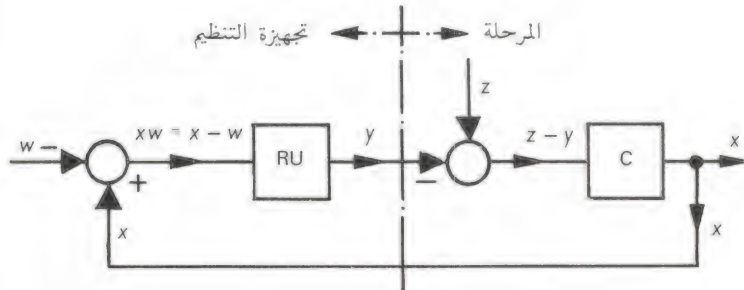 المرحلة
تجهيزة التنظيم
z
w −
xw = x − w
RU
y
z − y
C
x
+
−
x
x